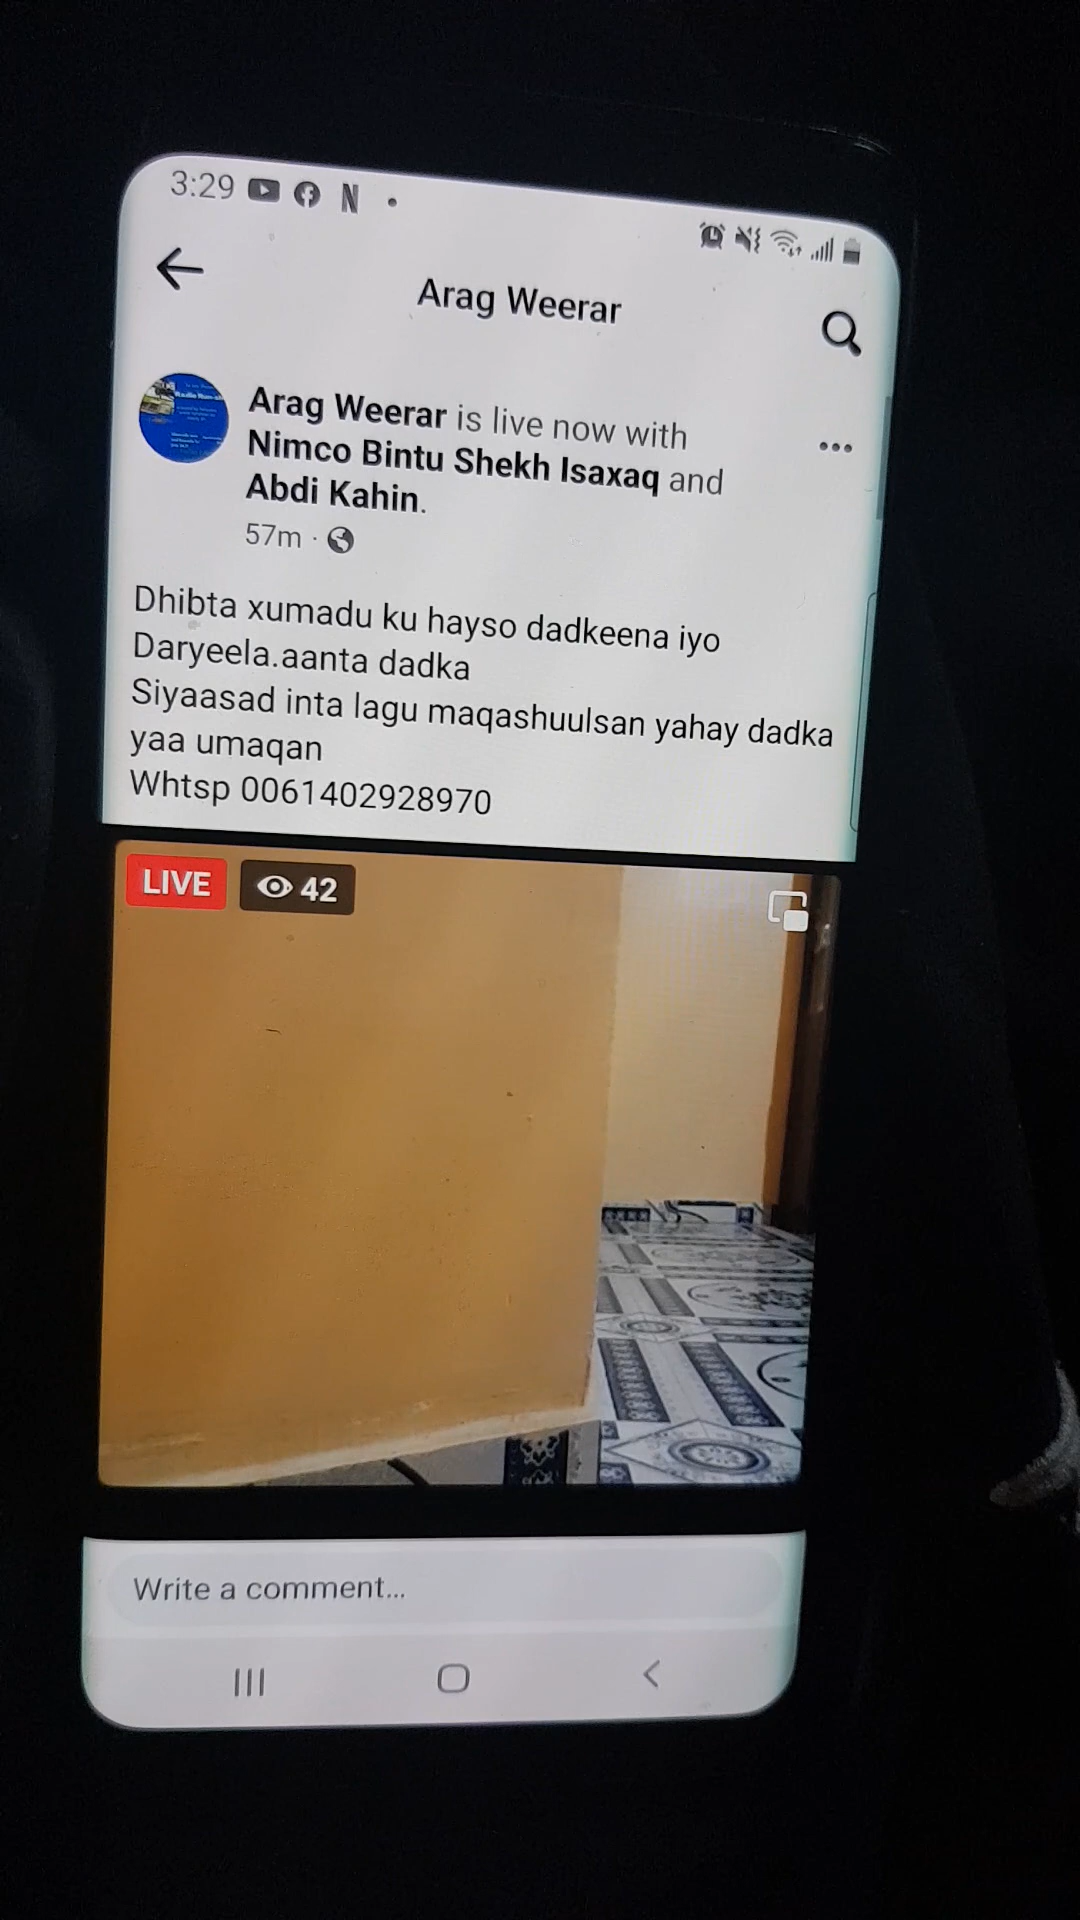 3:29
Arag Weerar
Arag Weerar is live now with
Nimco Bintu Shekh Isaxaq and
Abdi Kahin.
57m ·
Dhibta xumadu ku hayso dadkeena iyo
Daryeela.aanta dadka
Siyaasad inta lagu maqashuulsan yahay dadka
yaa umaqan
Whtsp 0061402928970
LIVE 42
Write a comment...